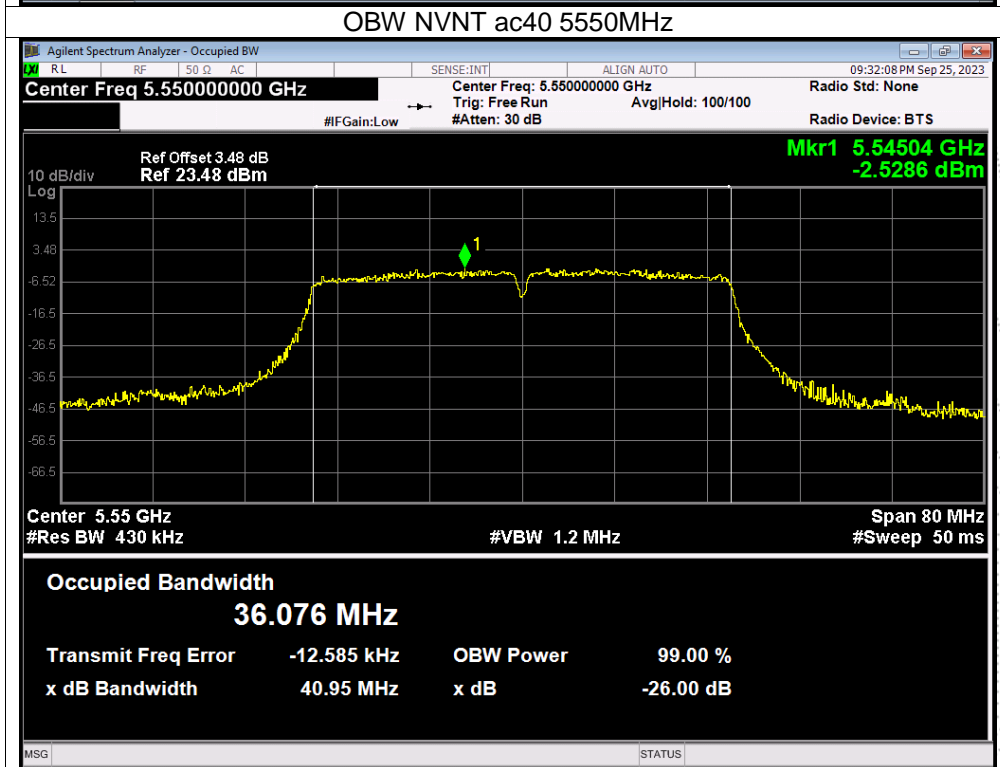 OBW NVNT ac40 5550MHz
Agilent Spectrum Analyzer - Occupied BW
LXI RL RF 50 Ω AC SENSE:INT ALIGN AUTO 09:32:08 PM Sep 25, 2023
Center Freq 5.550000000 GHz Center Freq: 5.550000000 GHz Radio Std: None
Trig: Free Run Avg|Hold: 100/100
#IFGain:Low #Atten: 30 dB Radio Device: BTS
Mkr1 5.54504 GHz
-2.5286 dBm
Ref Offset 3.48 dB
10 dB/div Ref 23.48 dBm
Log
13.5
3.48
-6.52
-16.5
-26.5
-36.5
-46.5
-56.5
-66.5
1
Center 5.55 GHz Span 80 MHz
#Res BW 430 kHz #VBW 1.2 MHz #Sweep 50 ms
Occupied Bandwidth
36.076 MHz
Transmit Freq Error -12.585 kHz OBW Power 99.00 %
x dB Bandwidth 40.95 MHz x dB -26.00 dB
MSG STATUS